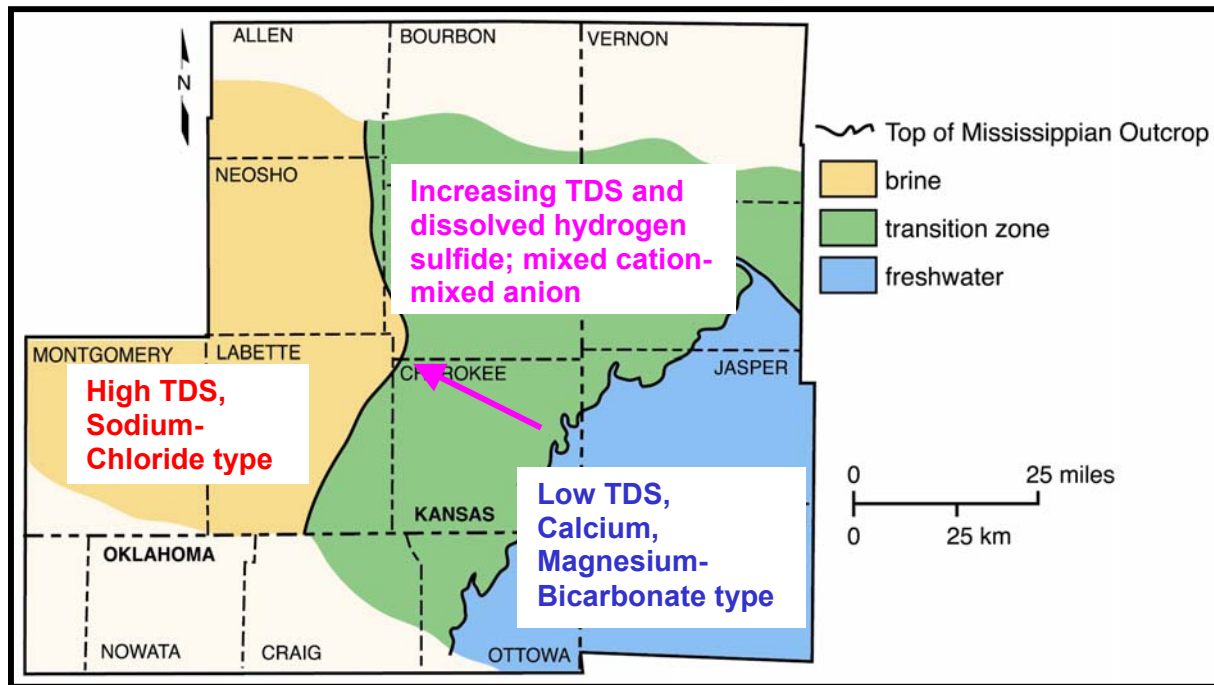 ALLEN
BOURBON
VERNON
N
Top of Mississippian Outcrop
brine
transition zone
freshwater
NEOSHO
Increasing TDS and
dissolved hydrogen
sulfide; mixed cation-
mixed anion
MONTGOMERY
LABETTE
CHEROKEE
JASPER
High TDS,
Sodium-
Chloride type
Low TDS,
Calcium,
Magnesium-
Bicarbonate type
0
25 miles
0
25 km
KANSAS
OKLAHOMA
NOWATA
CRAIG
OTTOWA